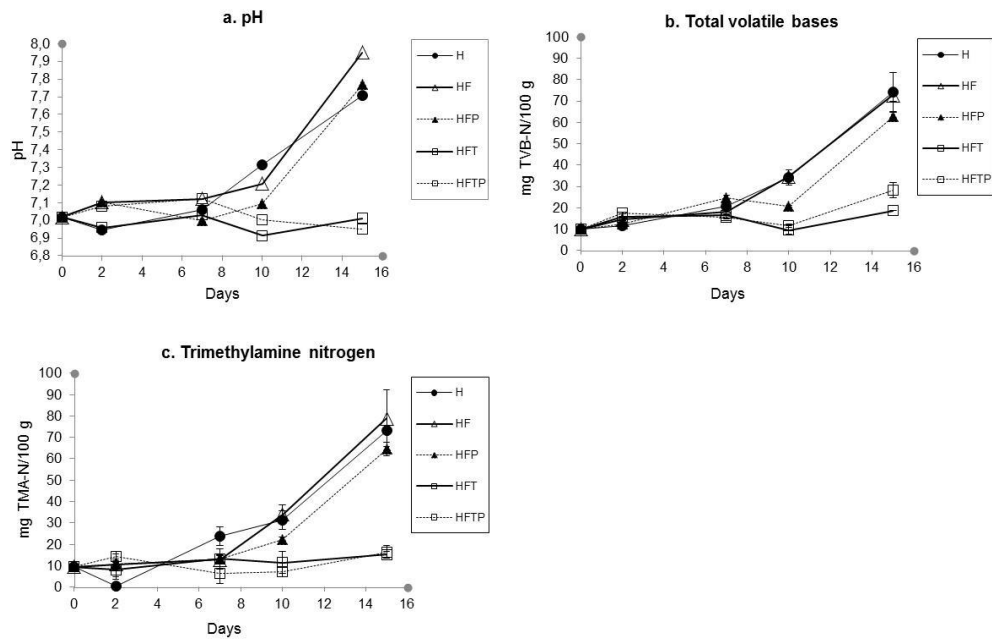 a. pH
8,0
7,9
7,8
7,7
7,6
7,5
7,4
7,3
7,2
7,1
7,0
6,9
6,8
pH
0 2 4 6 8 10 12 14 16
Days
H
HF
HFP
HFT
HFTP
b. Total volatile bases
100
90
80
70
60
50
40
30
20
10
0
mg TVB-N/100 g
0 2 4 6 8 10 12 14 16
Days
H
HF
HFP
HFT
HFTP
c. Trimethylamine nitrogen
100
90
80
70
60
50
40
30
20
10
0
mg TMA-N/100 g
0 2 4 6 8 10 12 14 16
Days
H
HF
HFP
HFT
HFTP